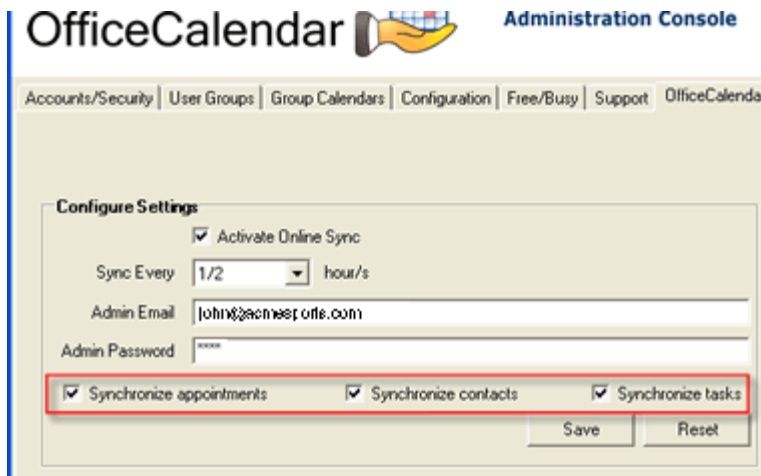 OfficeCalendar Administration Console
Accounts/Security User Groups Group Calendars Configuration Free/Busy Support OfficeCalenda
Configure Settings
Activate Online Sync
Sync Every 1/2 hour/s
Admin Email john@acmesports.com
Admin Password ****
Synchronize appointments Synchronize contacts Synchronize tasks
Save Reset